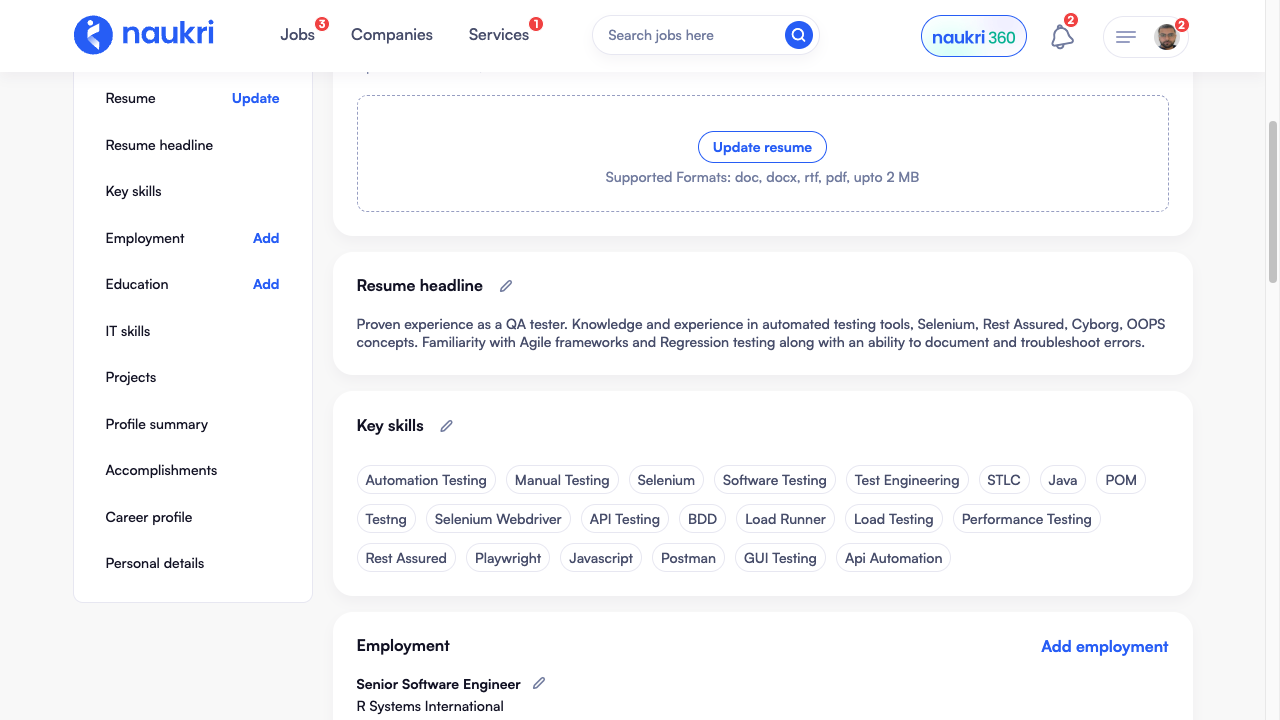 naukri
Jobs 3
Companies
Services 1
Search jobs here
naukri 360
2
2
Resume Update
Resume headline
Key skills
Employment Add
Education Add
IT skills
Projects
Profile summary
Accomplishments
Career profile
Personal details
Update resume
Supported Formats: doc, docx, rtf, pdf, upto 2 MB
Resume headline
Proven experience as a QA tester. Knowledge and experience in automated testing tools, Selenium, Rest Assured, Cyborg, OOPS
concepts. Familiarity with Agile frameworks and Regression testing along with an ability to document and troubleshoot errors.
Key skills
Automation Testing Manual Testing Selenium Software Testing Test Engineering STLC Java POM
Testng Selenium Webdriver API Testing BDD Load Runner Load Testing Performance Testing
Rest Assured Playwright Javascript Postman GUI Testing Api Automation
Employment Add employment
Senior Software Engineer
R Systems International